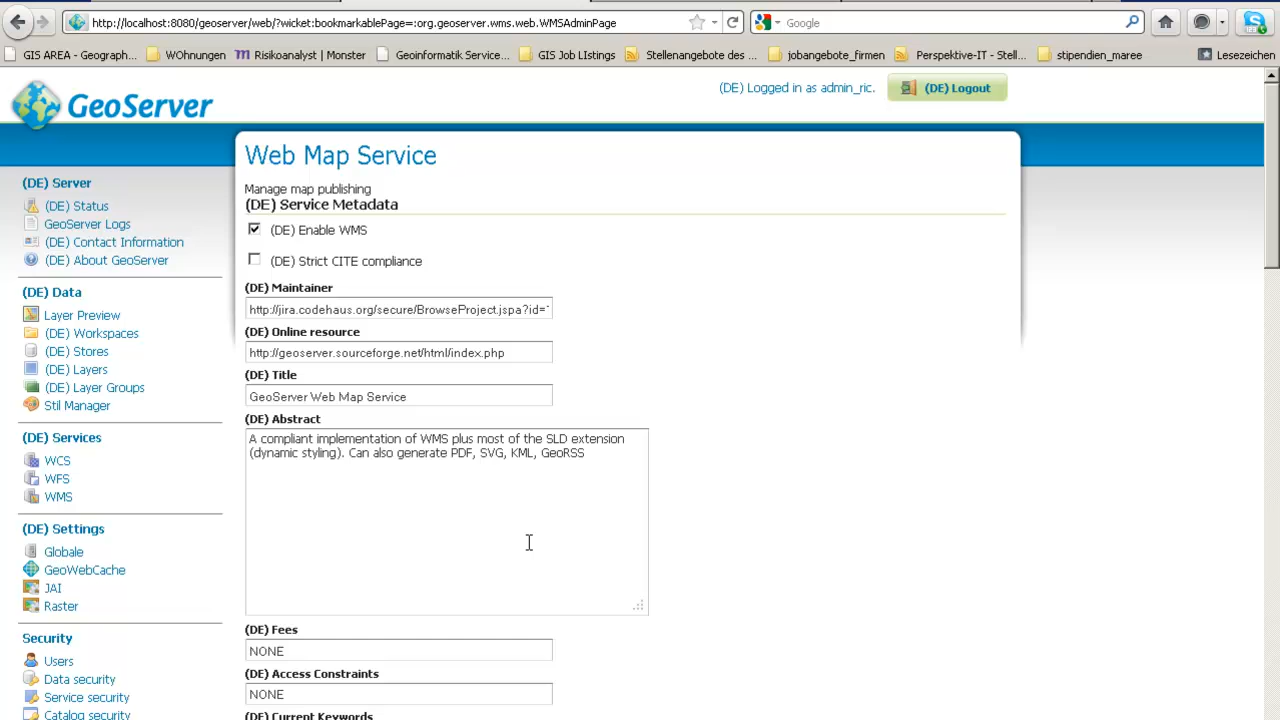 http://localhost:8080/geoserver/web/?wicket:bookmarkablePage=:org.geoserver.wms.web.WMSAdminPage
Google
GIS AREA - Geograph...
WOhnungen
m Risikoanalyst | Monster
Geoinformatik Service...
GIS Job LIstings
Stellenangebote des ...
jobangebote_firmen
Perspektive-IT - Stell...
stipendien_maree
Lesezeichen
GeoServer
(DE) Logged in as admin_ric.
(DE) Logout
Web Map Service
Manage map publishing
(DE) Service Metadata
(DE) Enable WMS
(DE) Strict CITE compliance
(DE) Maintainer
http://jira.codehaus.org/secure/BrowseProject.jspa?id=
(DE) Online resource
http://geoserver.sourceforge.net/html/index.php
(DE) Title
GeoServer Web Map Service
(DE) Abstract
A compliant implementation of WMS plus most of the SLD extension
(dynamic styling). Can also generate PDF, SVG, KML, GeoRSS
(DE) Fees
NONE
(DE) Access Constraints
NONE
(DE) Current Keywords
(DE) Server
(DE) Status
GeoServer Logs
(DE) Contact Information
(DE) About GeoServer
(DE) Data
Layer Preview
(DE) Workspaces
(DE) Stores
(DE) Layers
(DE) Layer Groups
Stil Manager
(DE) Services
WCS
WFS
WMS
(DE) Settings
Globale
GeoWebCache
JAI
Raster
Security
Users
Data security
Service security
Catalog security